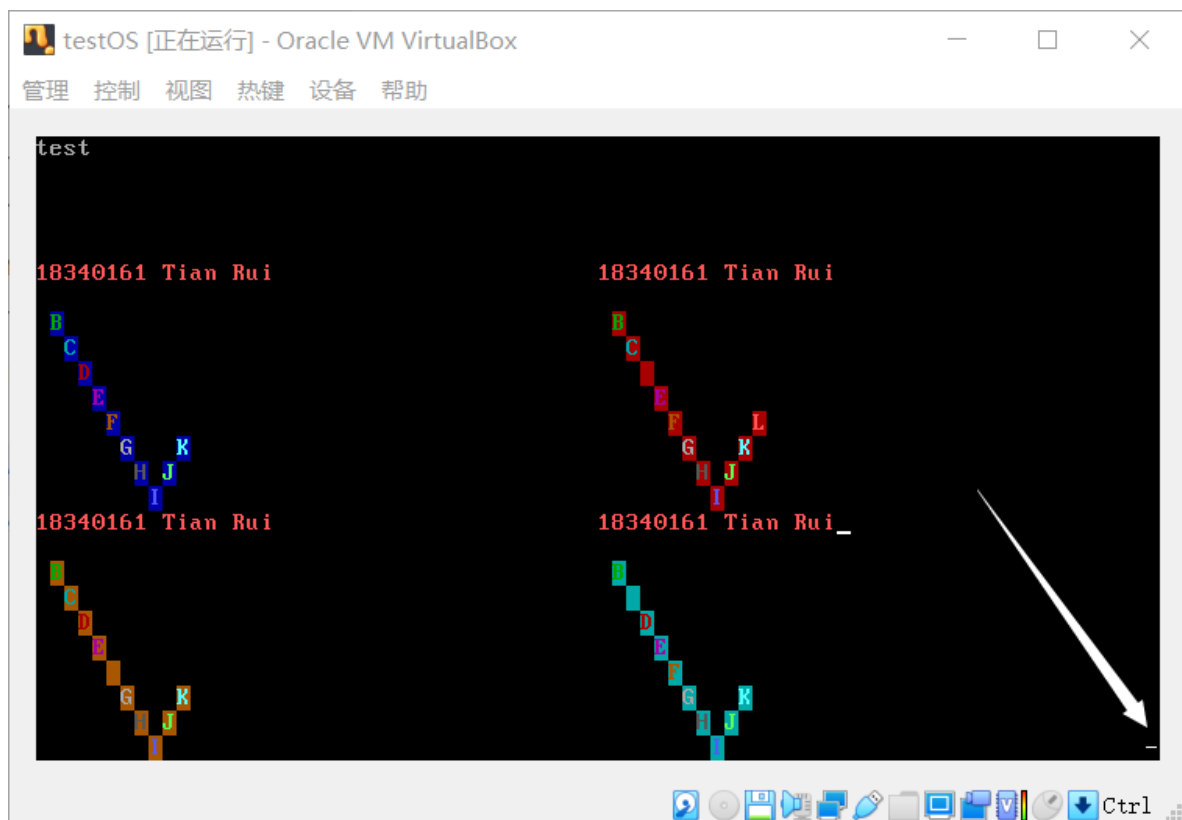 testOS [正在运行] - Oracle VM VirtualBox
管理 控制 视图 热键 设备 帮助
test
18340161 Tian Rui 18340161 Tian Rui
B B
C C
D
E E
F F L
G K G K
H J H J
I I
18340161 Tian Rui 18340161 Tian Rui_
B B
C
D D
E E
F
G K G K
H J H J
I I
V Ctrl